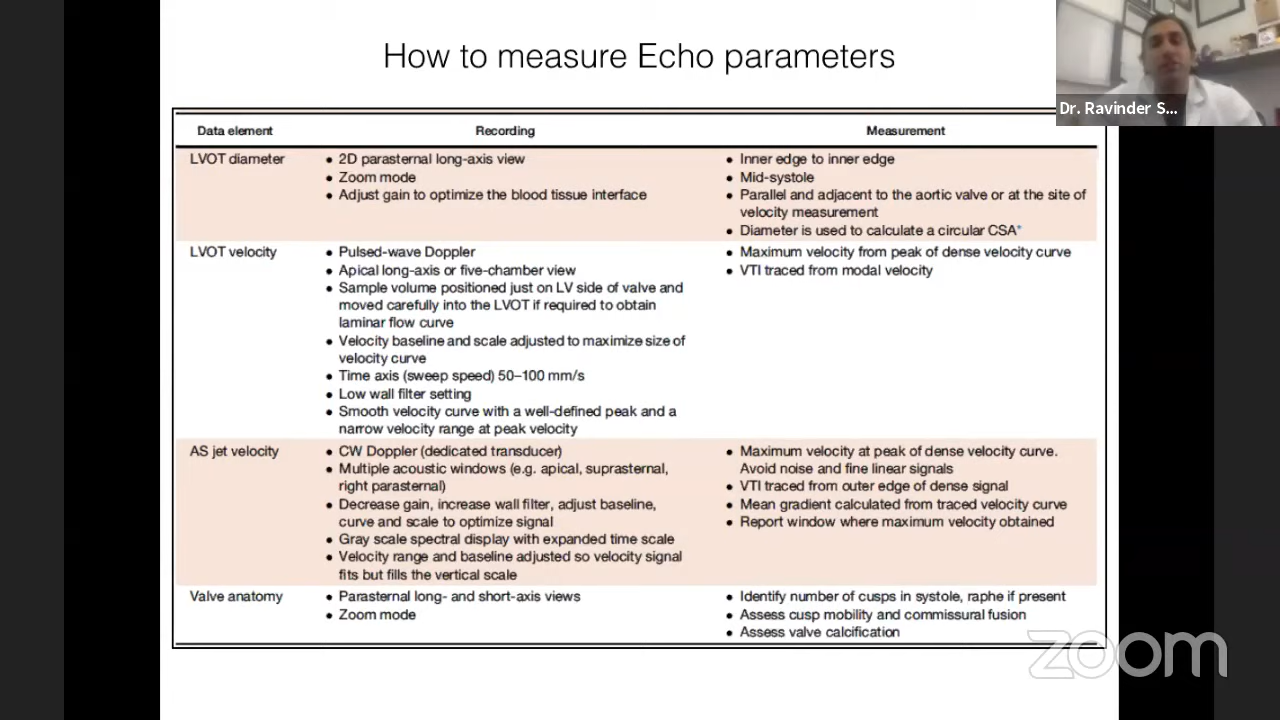 How to measure Echo parameters
Dr. Ravinder S...
Data element Recording Measurement
LVOT diameter
• 2D parasternal long-axis view
• Zoom mode
• Adjust gain to optimize the blood tissue interface
• Inner edge to inner edge
• Mid-systole
• Parallel and adjacent to the aortic valve or at the site of
velocity measurement
• Diameter is used to calculate a circular CSA*
LVOT velocity
• Pulsed-wave Doppler
• Apical long-axis or five-chamber view
• Sample volume positioned just on LV side of valve and
moved carefully into the LVOT if required to obtain
laminar flow curve
• Velocity baseline and scale adjusted to maximize size of
velocity curve
• Time axis (sweep speed) 50–100 mm/s
• Low wall filter setting
• Smooth velocity curve with a well-defined peak and a
narrow velocity range at peak velocity
• Maximum velocity from peak of dense velocity curve
• VTI traced from modal velocity
AS jet velocity
• CW Doppler (dedicated transducer)
• Multiple acoustic windows (e.g. apical, suprasternal,
right parasternal)
• Decrease gain, increase wall filter, adjust baseline,
curve and scale to optimize signal
• Gray scale spectral display with expanded time scale
• Velocity range and baseline adjusted so velocity signal
fits but fills the vertical scale
• Maximum velocity at peak of dense velocity curve.
Avoid noise and fine linear signals
• VTI traced from outer edge of dense signal
• Mean gradient calculated from traced velocity curve
• Report window where maximum velocity obtained
Valve anatomy
• Parasternal long- and short-axis views
• Zoom mode
• Identify number of cusps in systole, raphe if present
• Assess cusp mobility and commissural fusion
• Assess valve calcification
zoom